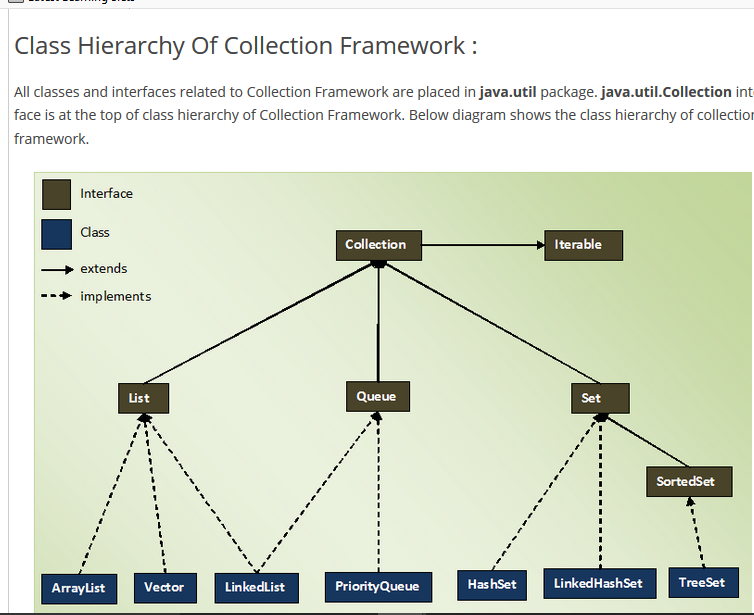 Class Hierarchy Of Collection Framework :
All classes and interfaces related to Collection Framework are placed in java.util package. java.util.Collection int
face is at the top of class hierarchy of Collection Framework. Below diagram shows the class hierarchy of collectio
framework.
Interface
Class
extends
implements
Collection
Iterable
List
Queue
Set
SortedSet
ArrayList
Vector
LinkedList
PriorityQueue
HashSet
LinkedHashSet
TreeSet